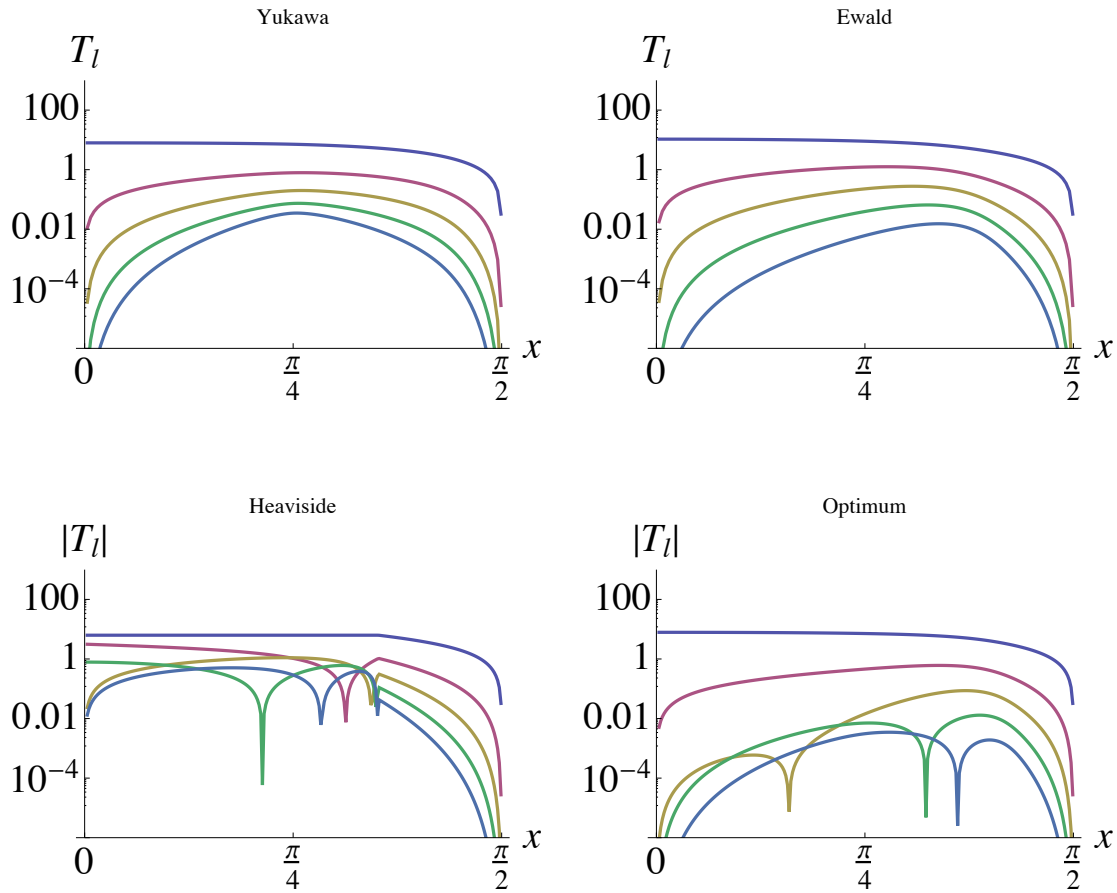 Yukawa
T_l
100
1
0.01
10⁻⁴
0
π/4
π/2
x
Ewald
T_l
100
1
0.01
10⁻⁴
0
π/4
π/2
x
Heaviside
|T_l|
100
1
0.01
10⁻⁴
0
π/4
π/2
x
Optimum
|T_l|
100
1
0.01
10⁻⁴
0
π/4
π/2
x